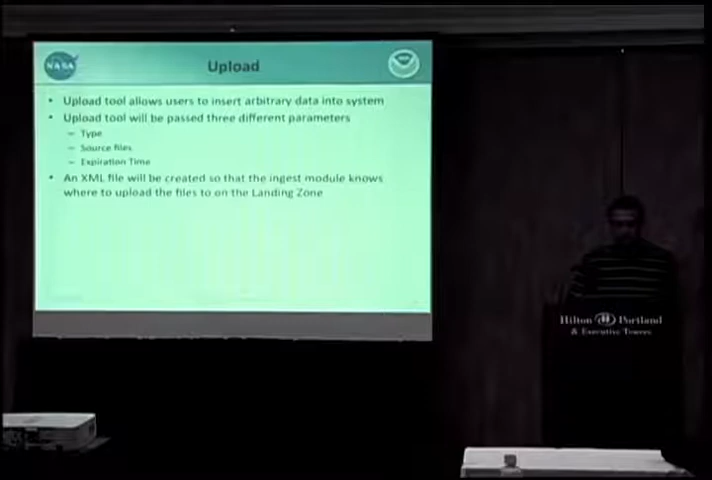 NASA
Upload
• Upload tool allows users to insert arbitrary data into system
• Upload tool will be passed three different parameters
– Type
– Source files
– Expiration Time
• An XML file will be created so that the ingest module knows
where to upload the files to on the Landing Zone
Hilton Portland
& Executive Towers